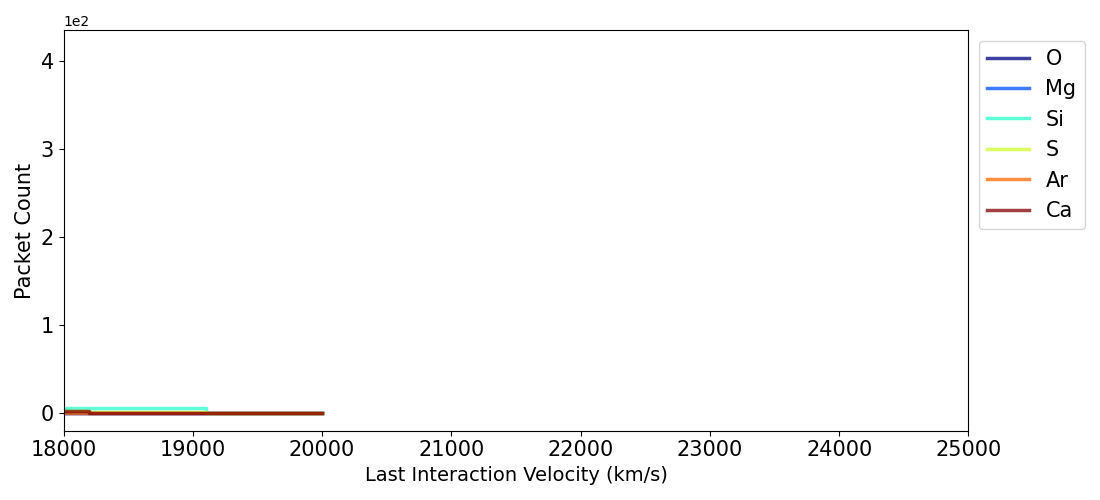 1e2
4
3
2
1
0
Packet Count
18000 19000 20000 21000 22000 23000 24000 25000
Last Interaction Velocity (km/s)
O
Mg
Si
S
Ar
Ca